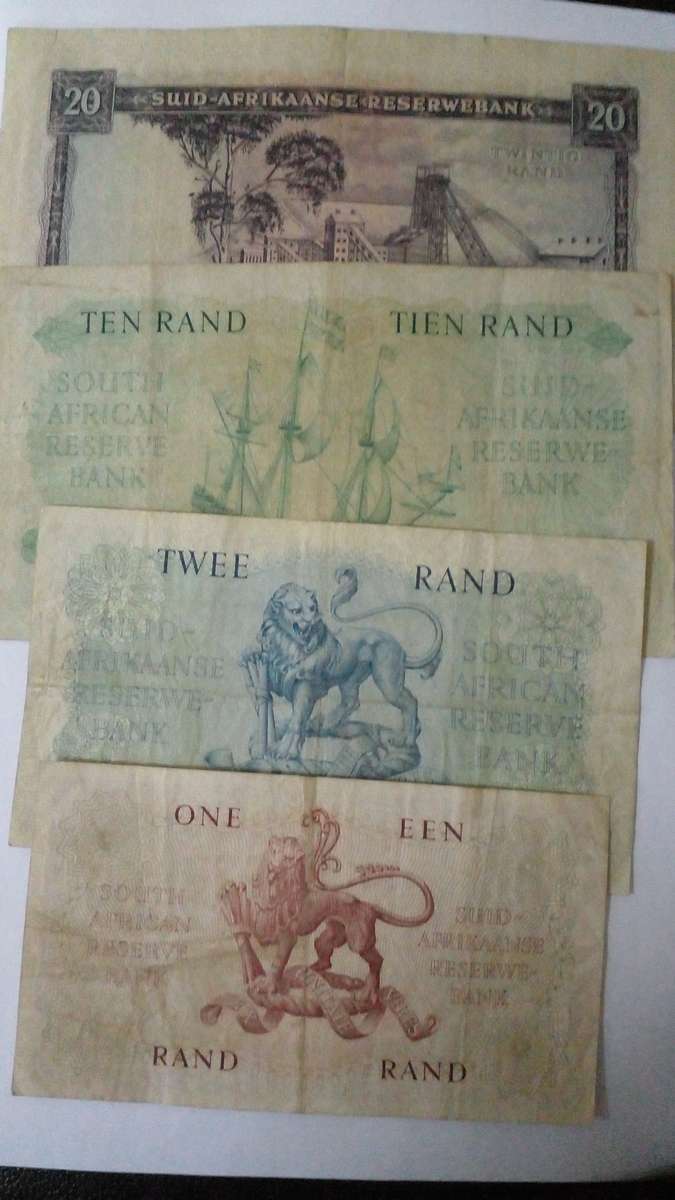 20 SUID-AFRIKAANSE RESERWEBANK 20
TWINTIG
RAND
TEN RAND TIEN RAND
SOUTH
AFRICAN
RESERVE
BANK
SUID-
AFRIKAANSE
RESERWE-
BANK
TWEE RAND
SUID-
AFRIKAANSE
RESERWE-
BANK
SOUTH
AFRICAN
RESERVE
BANK
ONE EEN
SOUTH
AFRICAN
RESERVE
BANK
SUID-
AFRIKAANSE
RESERWE-
BANK
RAND RAND